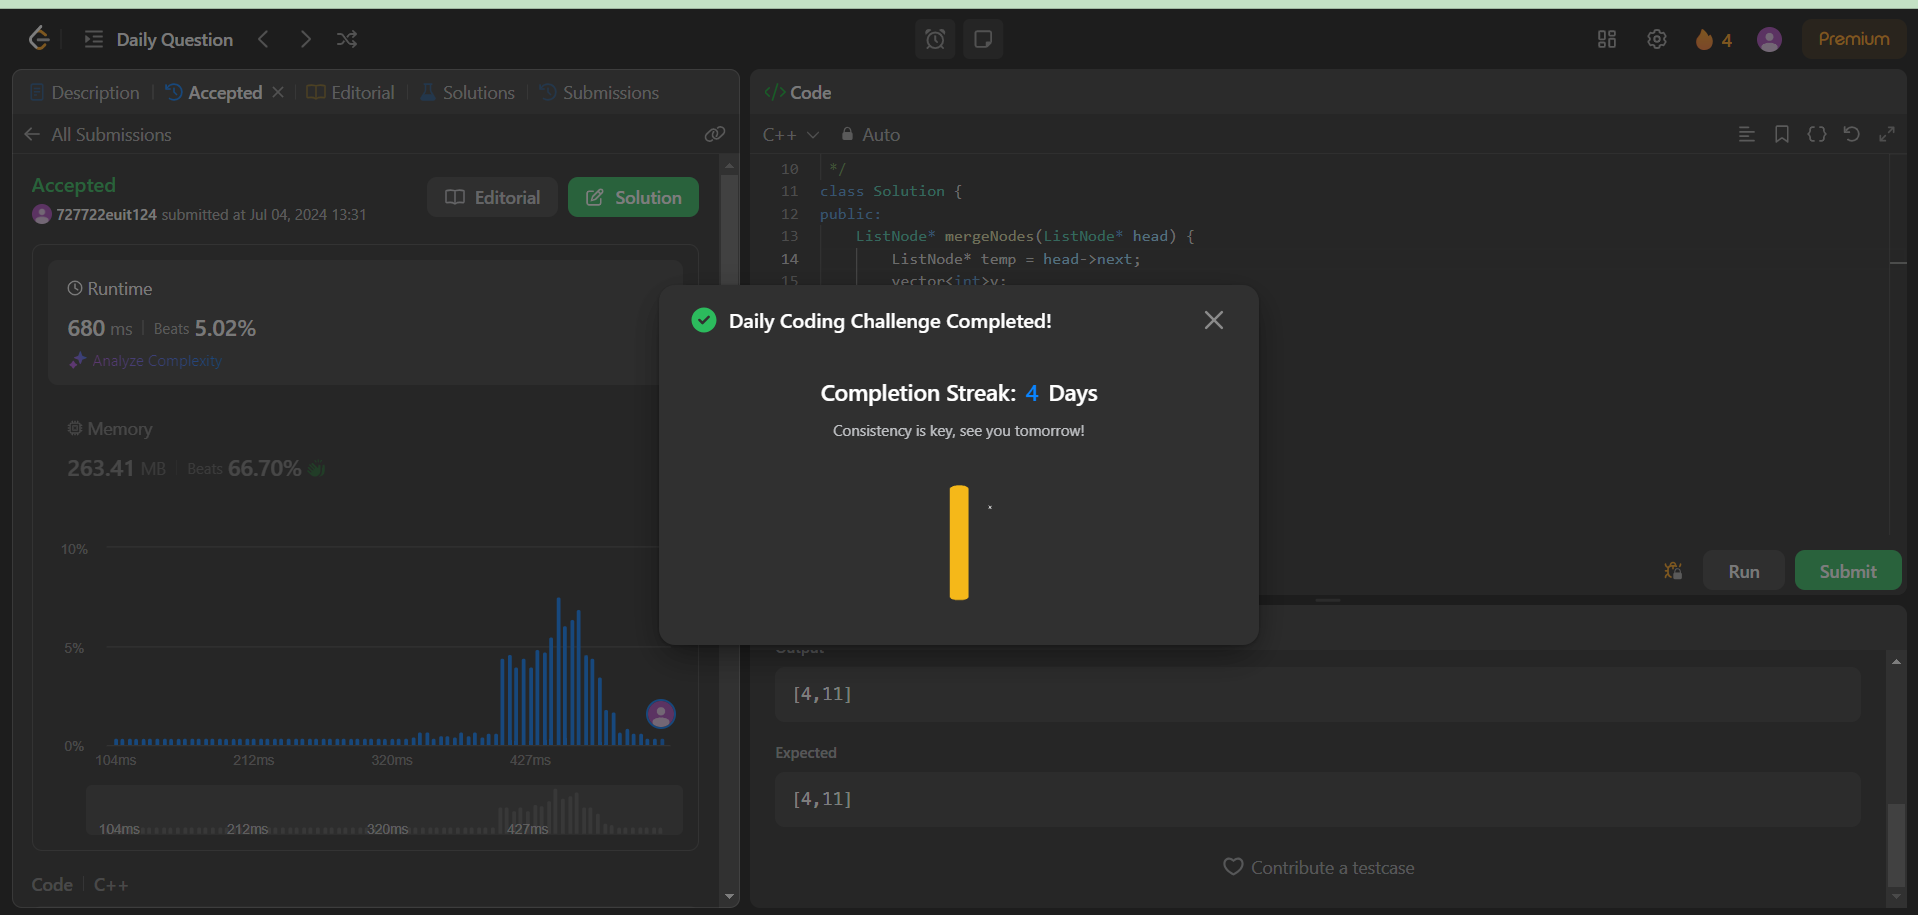 Daily Question
4
Premium
Description
Accepted
Editorial
Solutions
Submissions
All Submissions
Accepted
727722euit124 submitted at Jul 04, 2024 13:31
Editorial
Solution
Runtime
680 ms | Beats 5.02%
Analyze Complexity
Memory
263.41 MB | Beats 66.70%
10%
5%
0%
104ms 212ms 320ms 427ms
104ms 212ms 320ms 427ms
Code | C++
</> Code
C++
Auto
10 */
11 class Solution {
12 public:
13 ListNode* mergeNodes(ListNode* head) {
14 ListNode* temp = head->next;
15 vector<int>v;
Daily Coding Challenge Completed!
Completion Streak: 4 Days
Consistency is key, see you tomorrow!
Run
Submit
Output
[4,11]
Expected
[4,11]
Contribute a testcase